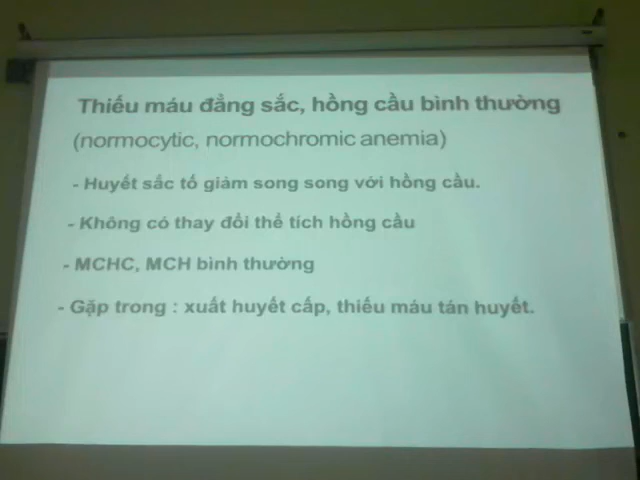 Thiếu máu đẳng sắc, hồng cầu bình thường
(normocytic, normochromic anemia)
- Huyết sắc tố giảm song song với hồng cầu.
- Không có thay đổi thể tích hồng cầu
- MCHC, MCH bình thường
- Gặp trong : xuất huyết cấp, thiếu máu tán huyết.